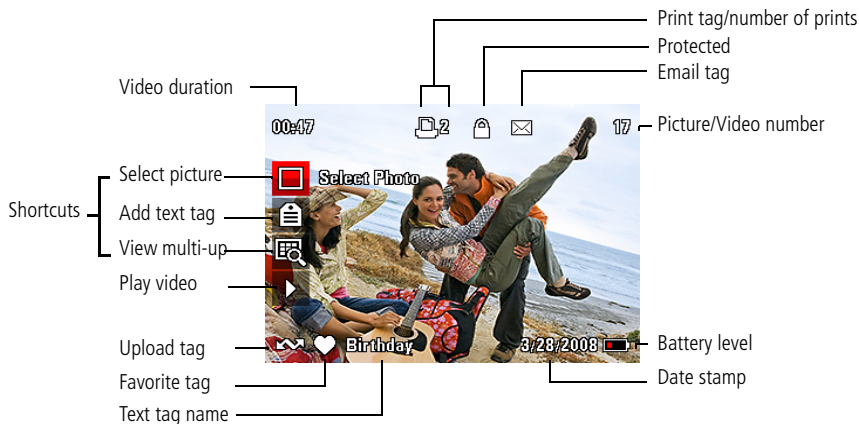 Print tag/number of prints
Protected
Email tag
Video duration
00:47
2
17
Picture/Video number
Select picture
Select Photo
Shortcuts
Add text tag
View multi-up
Play video
Upload tag
Birthday
3/28/2008
Battery level
Favorite tag
Date stamp
Text tag name